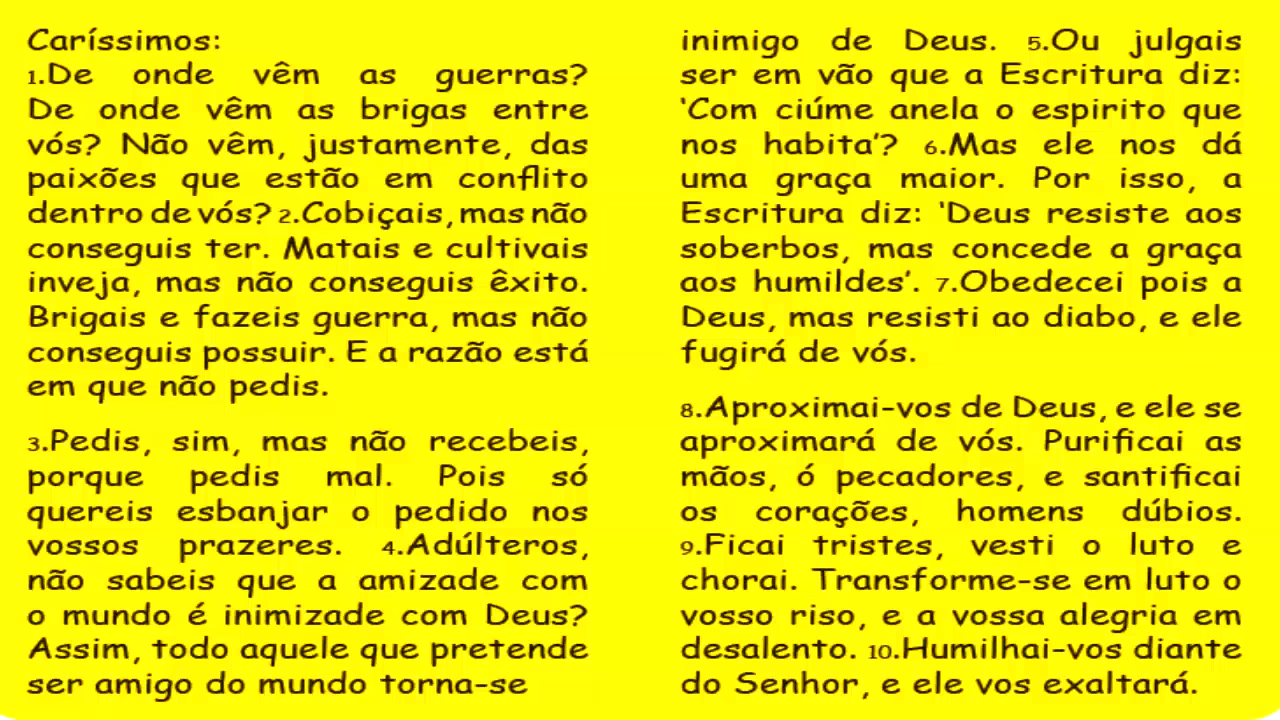 Caríssimos:
1.De onde vêm as guerras?
De onde vêm as brigas entre
vós? Não vêm, justamente, das
paixões que estão em conflito
dentro de vós? 2.Cobiçais, mas não
conseguis ter. Matais e cultivais
inveja, mas não conseguis êxito.
Brigais e fazeis guerra, mas não
conseguis possuir. E a razão está
em que não pedis.
3.Pedis, sim, mas não recebeis,
porque pedis mal. Pois só
quereis esbanjar o pedido nos
vossos prazeres. 4.Adúlteros,
não sabeis que a amizade com
o mundo é inimizade com Deus?
Assim, todo aquele que pretende
ser amigo do mundo torna-se
inimigo de Deus. 5.Ou julgais
ser em vão que a Escritura diz:
‘Com ciúme anela o espirito que
nos habita’? 6.Mas ele nos dá
uma graça maior. Por isso, a
Escritura diz: ‘Deus resiste aos
soberbos, mas concede a graça
aos humildes’. 7.Obedecei pois a
Deus, mas resisti ao diabo, e ele
fugirá de vós.
8.Aproximai-vos de Deus, e ele se
aproximará de vós. Purificai as
mãos, ó pecadores, e santificai
os corações, homens dúbios.
9.Ficai tristes, vesti o luto e
chorai. Transforme-se em luto o
vosso riso, e a vossa alegria em
desalento. 10.Humilhai-vos diante
do Senhor, e ele vos exaltará.